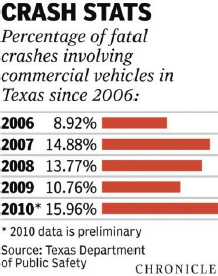 CRASH STATS
Percentage of fatal
crashes involving
commercial vehicles in
Texas since 2006:
2006 8.92%
2007 14.88%
2008 13.77%
2009 10.76%
2010* 15.96%
* 2010 data is preliminary
Source: Texas Department
of Public Safety
CHRONICLE